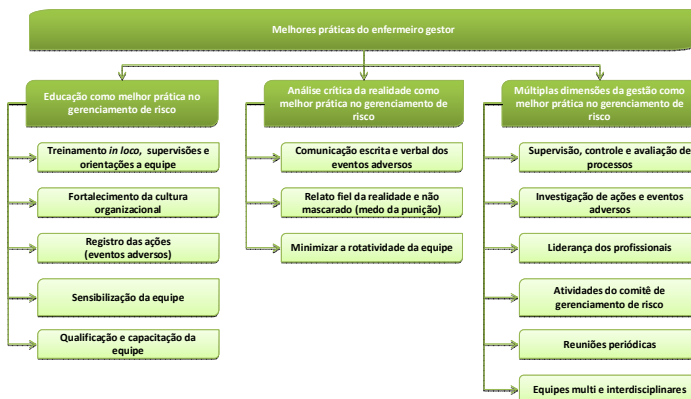 Melhores práticas do enfermeiro gestor
Educação como melhor prática no
gerenciamento de risco
Treinamento in loco, supervisões e
orientações a equipe
Fortalecimento da cultura
organizacional
Registro das ações
(eventos adversos)
Sensibilização da equipe
Qualificação e capacitação da
equipe
Análise crítica da realidade como
melhor prática no gerenciamento de
risco
Comunicação escrita e verbal dos
eventos adversos
Relato fiel da realidade e não
mascarado (medo da punição)
Minimizar a rotatividade da equipe
Múltiplas dimensões da gestão como
melhor prática no gerenciamento de
risco
Supervisão, controle e avaliação de
processos
Investigação de ações e eventos
adversos
Liderança dos profissionais
Atividades do comitê de
gerenciamento de risco
Reuniões periódicas
Equipes multi e interdisciplinares